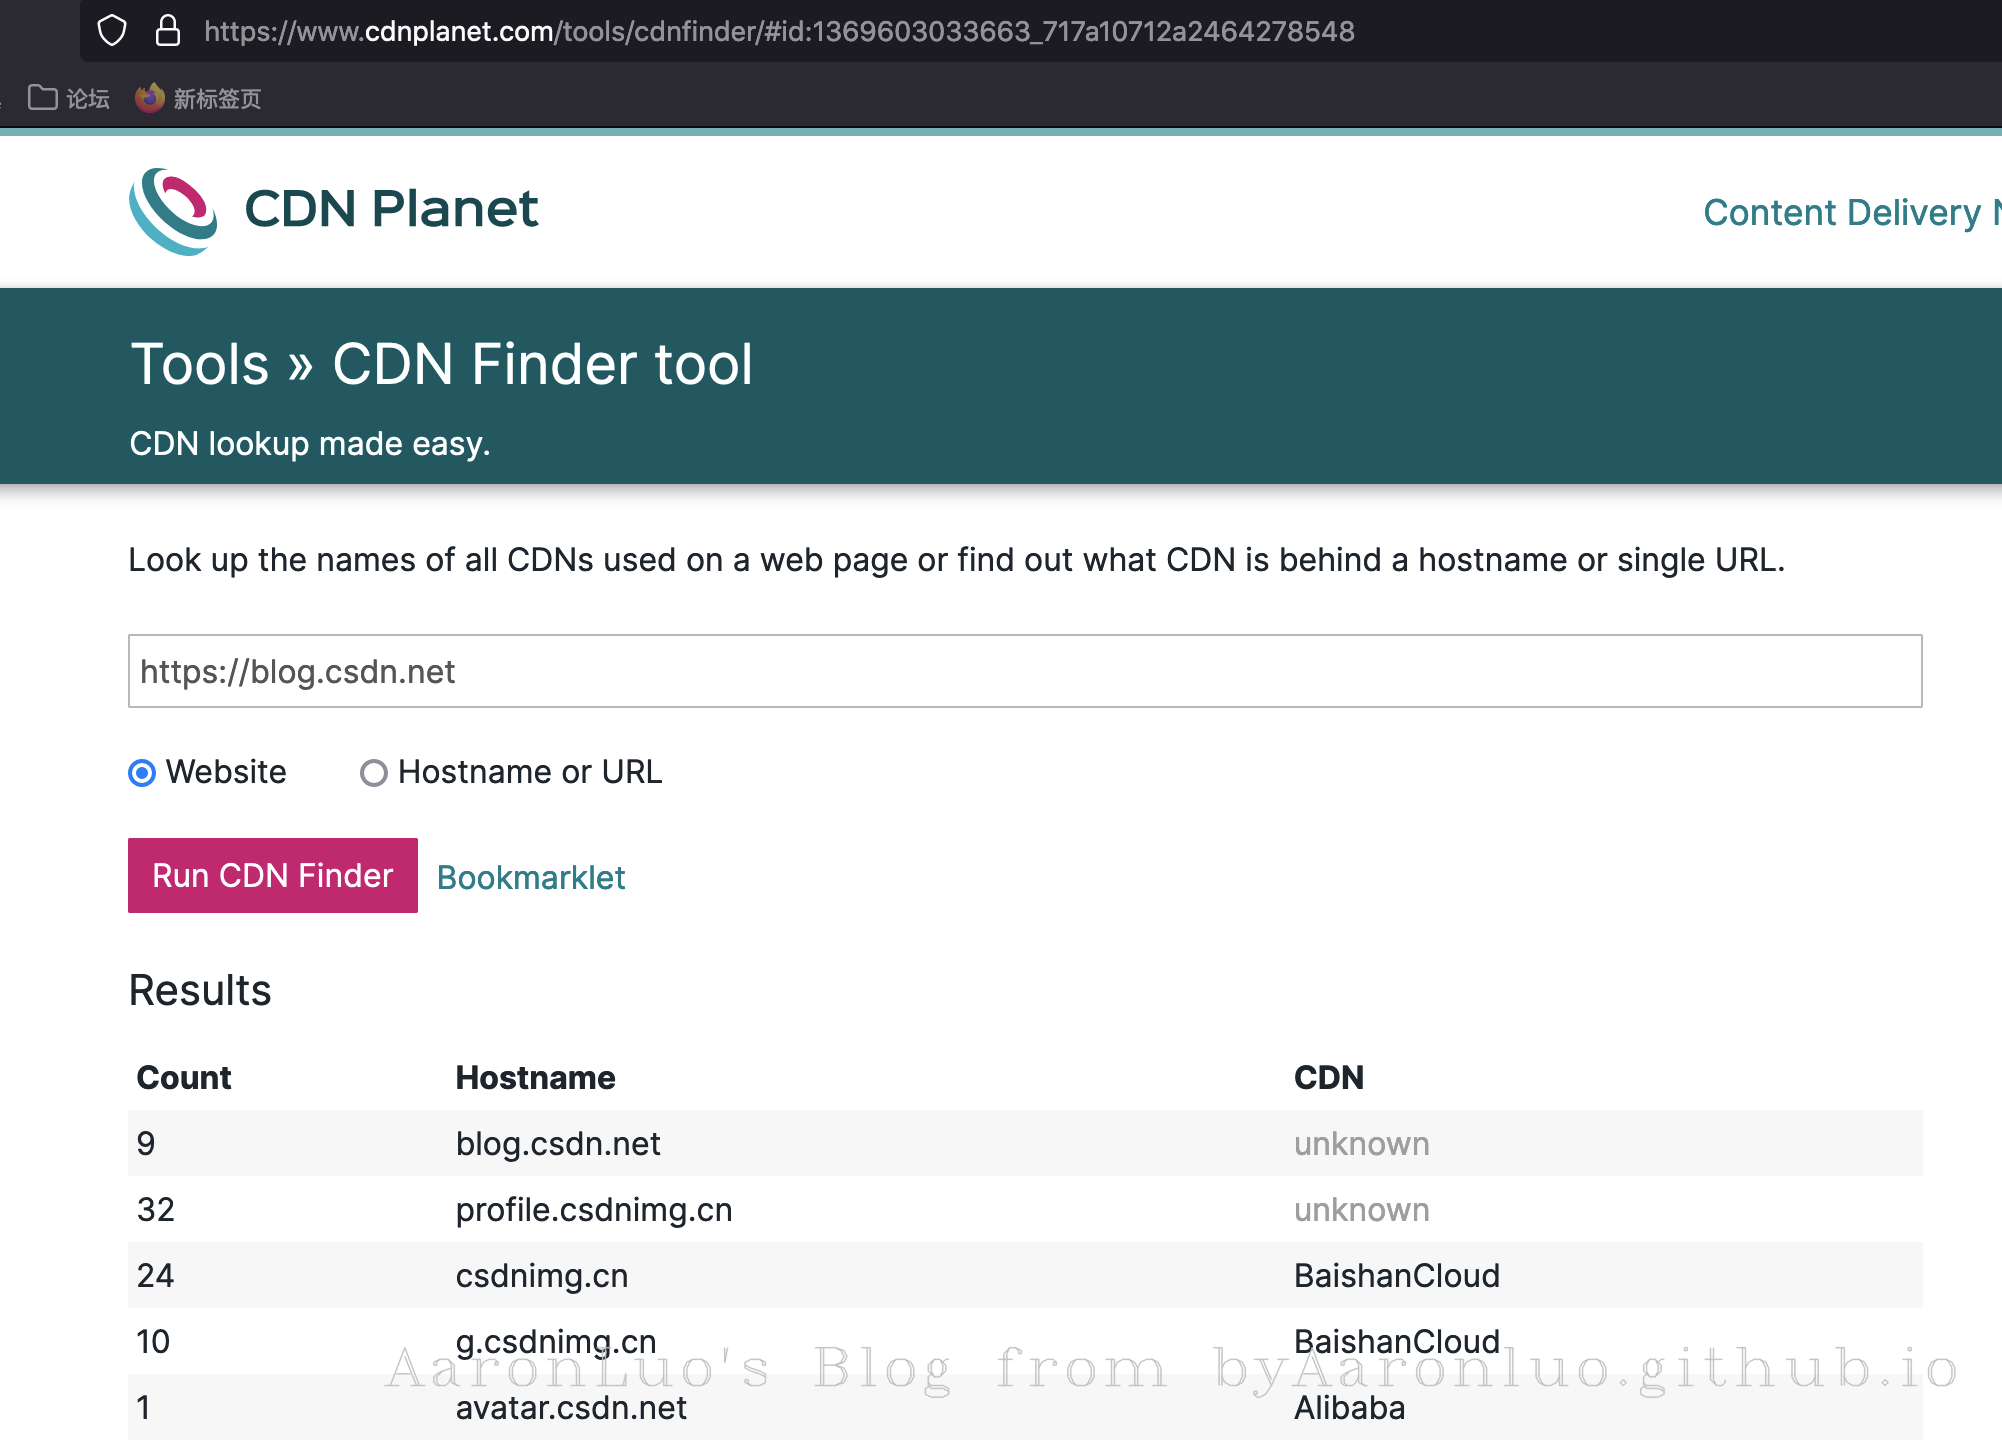 https://www.cdnplanet.com/tools/cdnfinder/#id:1369603033663_717a10712a2464278548
论坛 新标签页
CDN Planet
Content Delivery
Tools » CDN Finder tool
CDN lookup made easy.
Look up the names of all CDNs used on a web page or find out what CDN is behind a hostname or single URL.
https://blog.csdn.net
Website Hostname or URL
Run CDN Finder Bookmarklet
Results
Count Hostname CDN
9 blog.csdn.net unknown
32 profile.csdnimg.cn unknown
24 csdnimg.cn BaishanCloud
10 g.csdnimg.cn BaishanCloud
AaronLuo's Blog from byAaronluo.github.io
1 avatar.csdn.net Alibaba